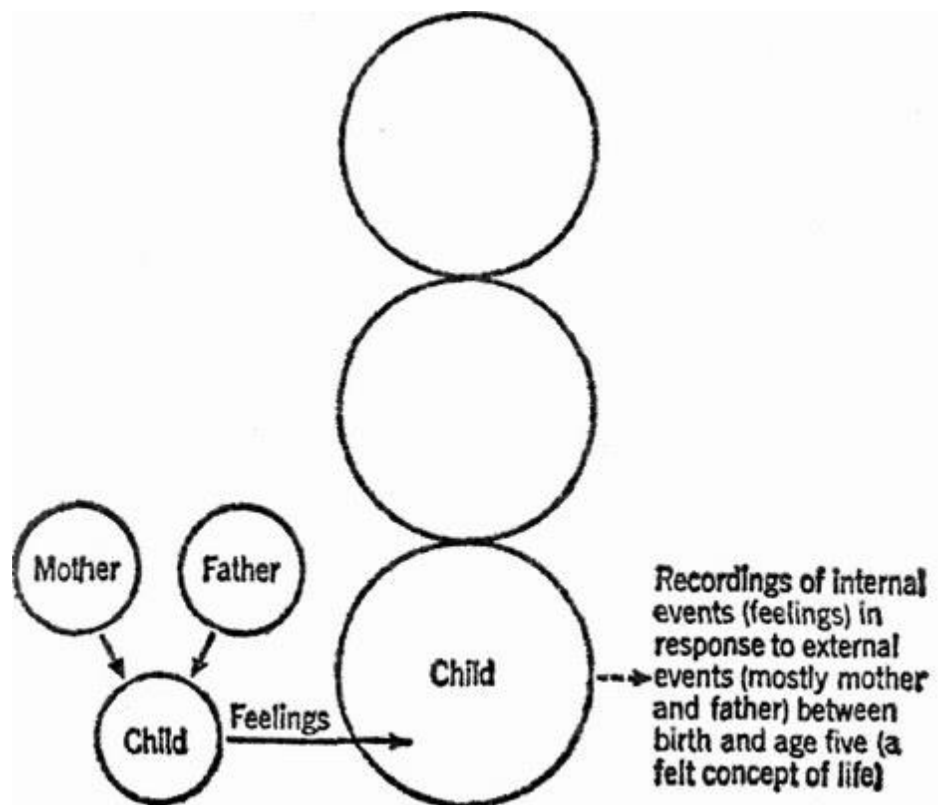 Mother
Father
Child
Feelings
Child
Recordings of internal
events (feelings) in
response to external
events (mostly mother
and father) between
birth and age five (a
felt concept of life)